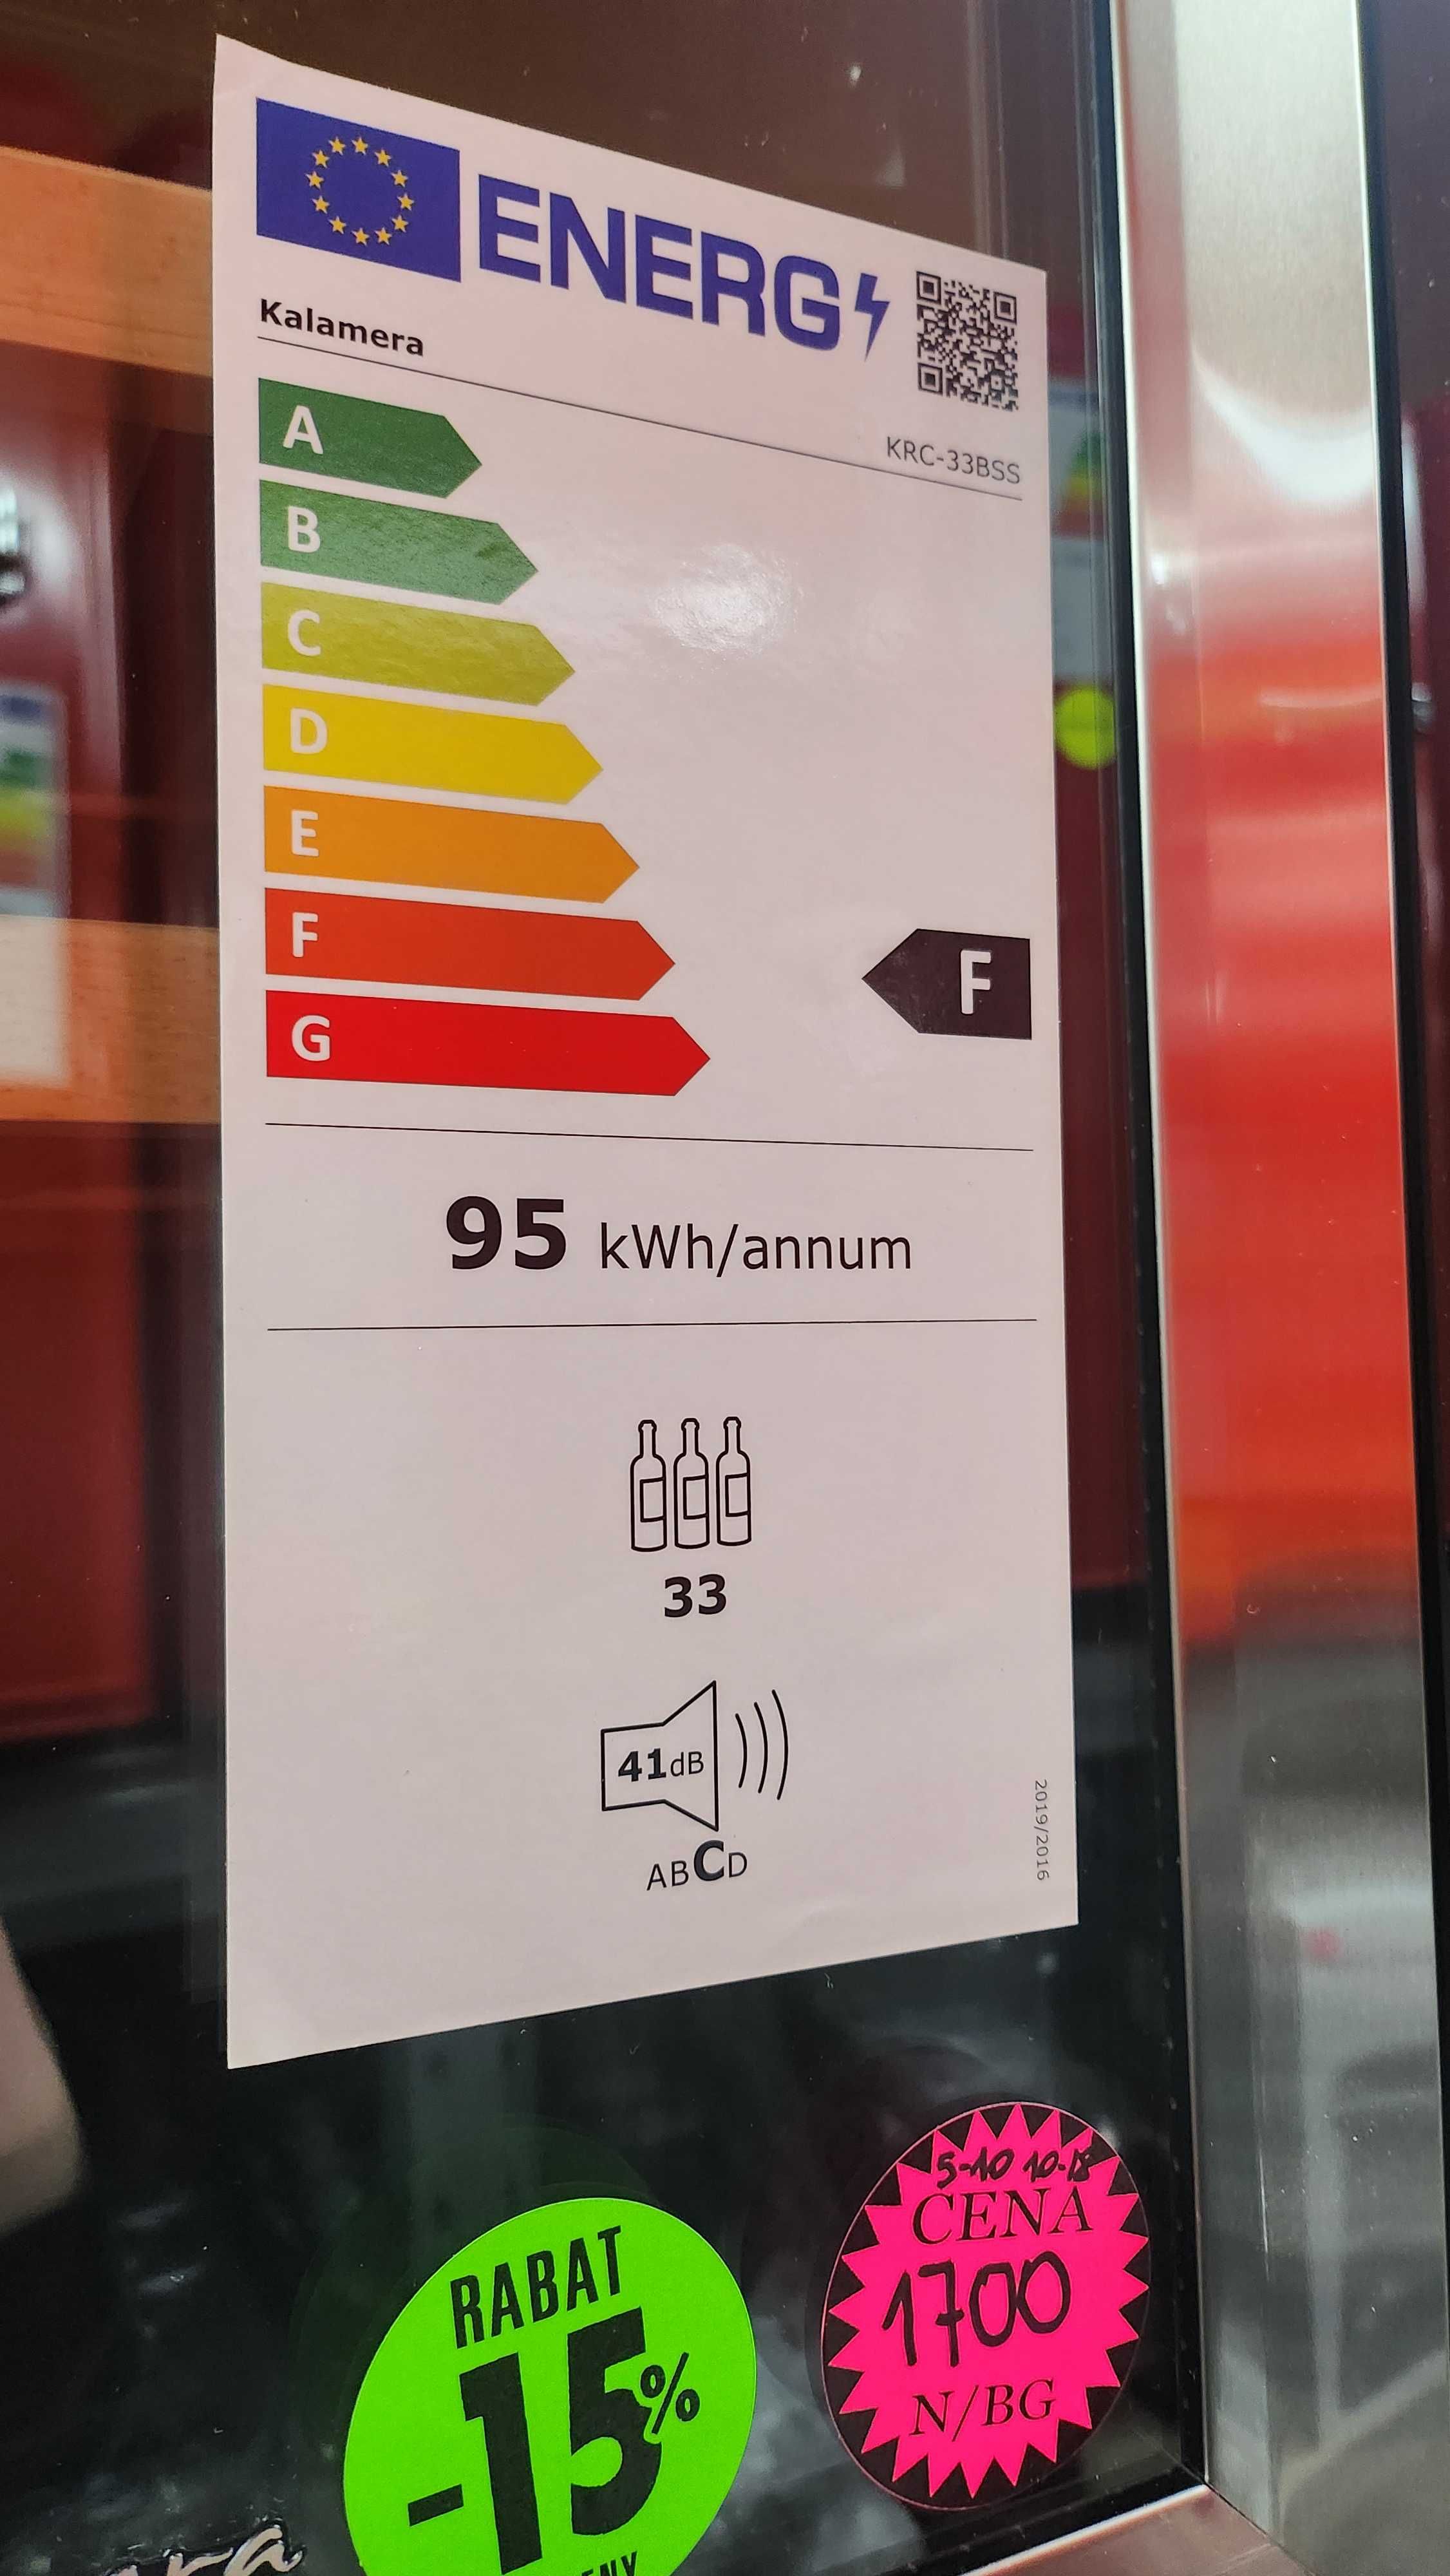 ENERG
Kalamera
KRC-33BSS
A
B
C
D
E
F
F
G
95 kWh/annum
33
41dB
ABCD
2019/2016
5-10 10-18
CENA
1700
N/BG
RABAT
-15%